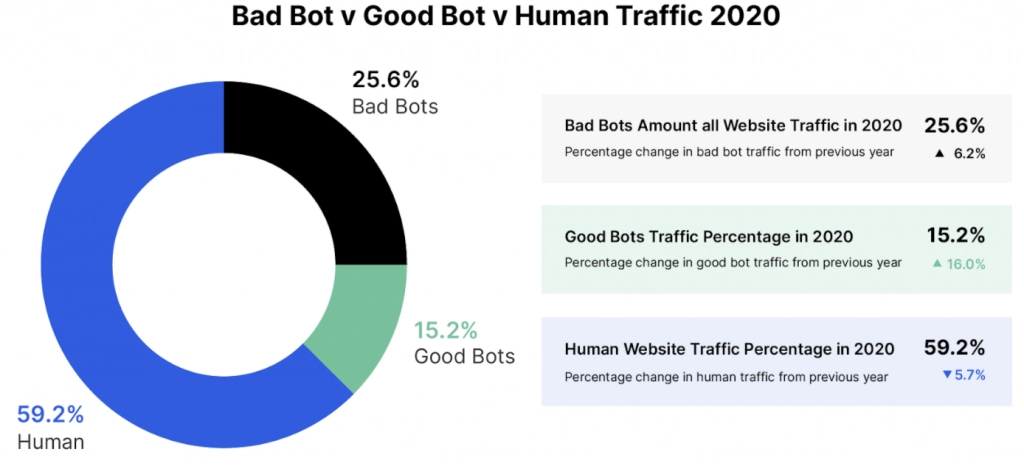 Bad Bot v Good Bot v Human Traffic 2020
25.6%
Bad Bots
15.2%
Good Bots
59.2%
Human
Bad Bots Amount all Website Traffic in 2020 25.6%
Percentage change in bad bot traffic from previous year ▲ 6.2%
Good Bots Traffic Percentage in 2020 15.2%
Percentage change in good bot traffic from previous year ▲ 16.0%
Human Website Traffic Percentage in 2020 59.2%
Percentage change in human traffic from previous year ▼5.7%